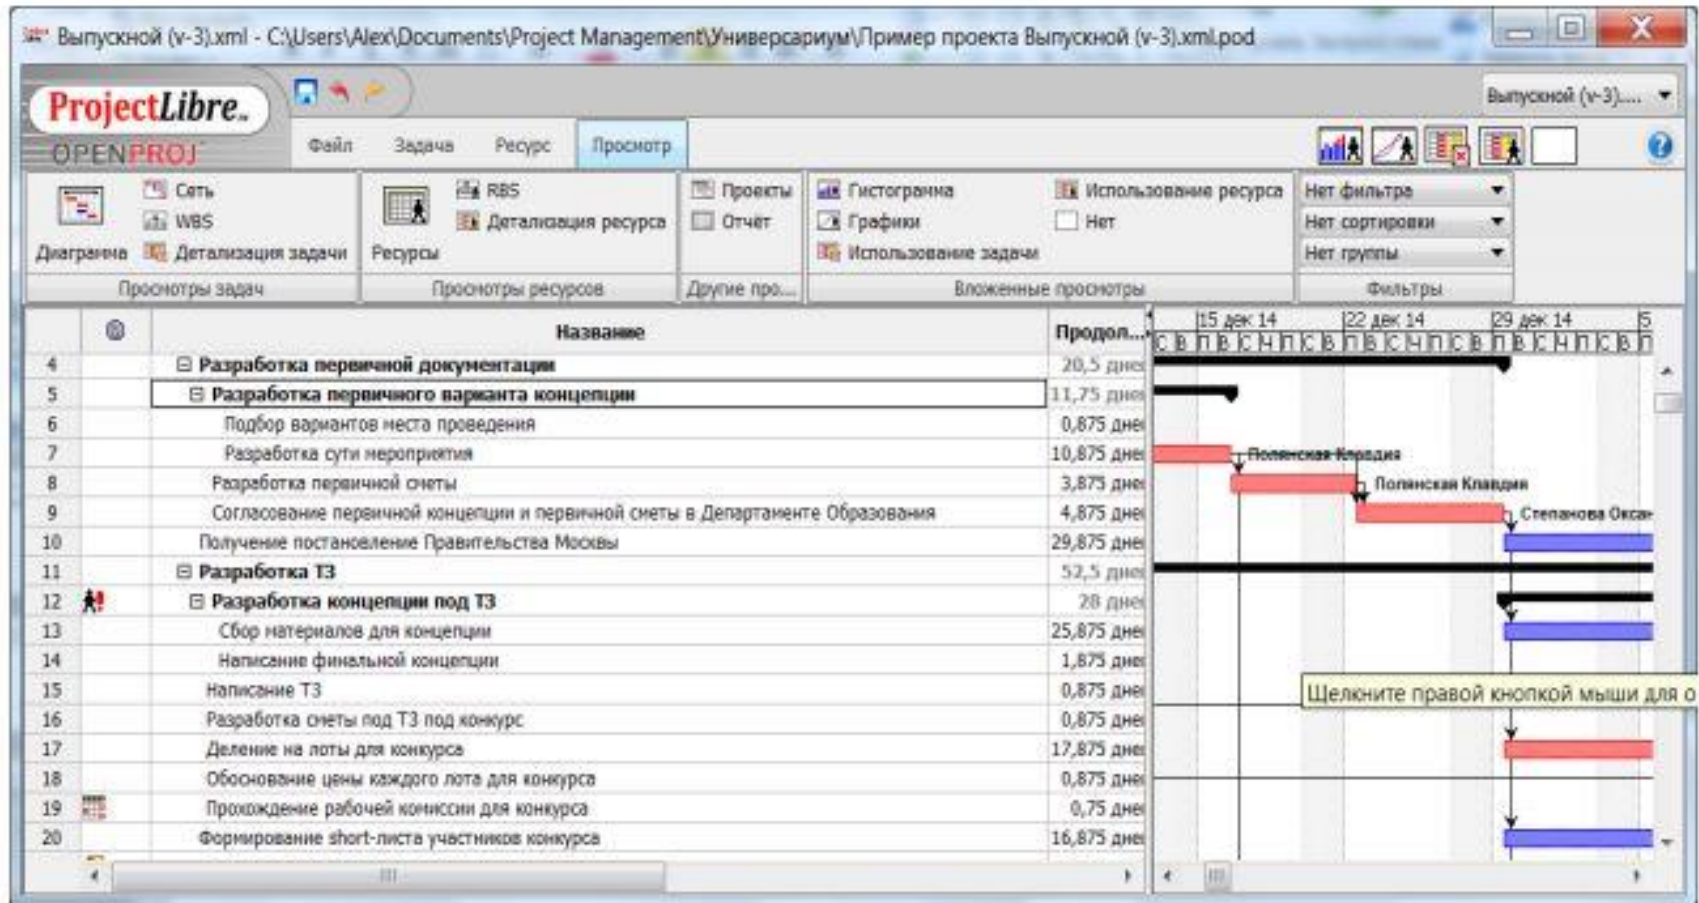 Выпускной (v-3).xml - C:\Users\Alex\Documents\Project Management\Универсариум\Пример проекта Выпускной (v-3).xml.pod
ProjectLibre
Выпускной (v-3)....
OPENPROJ
Файл Задача Ресурс Просмотр
Сеть RBS Проекты Гистограмма Использование ресурса Нет фильтра
WBS Детализация ресурса Отчёт Графики Нет Нет сортировки
Диаграмма Детализация задачи Ресурсы Использование задачи Нет группы
Просмотры задач Просмотры ресурсов Другие про... Вложенные просмотры Фильтры
Название Продол... 15 дек 14 22 дек 14 29 дек 14 5
С В П В С Ч П С В П В С Ч П С В П В С Ч П С В П
4 Разработка первичной документации 20,5 дней
5 Разработка первичного варианта концепции 11,75 дней
6 Подбор вариантов места проведения 0,875 дней
7 Разработка сути мероприятия 10,875 дней Полянская Клавдия
8 Разработка первичной сметы 3,875 дней Полянская Клавдия
9 Согласование первичной концепции и первичной сметы в Департаменте Образования 4,875 дней Степанова Оксан
10 Получение постановление Правительства Москвы 29,875 дней
11 Разработка ТЗ 52,5 дней
12 Разработка концепции под ТЗ 28 дней
13 Сбор материалов для концепции 25,875 дней
14 Написание финальной концепции 1,875 дней
15 Написание ТЗ 0,875 дней Щелкните правой кнопкой мыши для о
16 Разработка сметы под ТЗ под конкурс 0,875 дней
17 Деление на лоты для конкурса 17,875 дней
18 Обоснование цены каждого лота для конкурса 0,875 дней
19 Прохождение рабочей комиссии для конкурса 0,75 дней
20 Формирование short-листа участников конкурса 16,875 дней